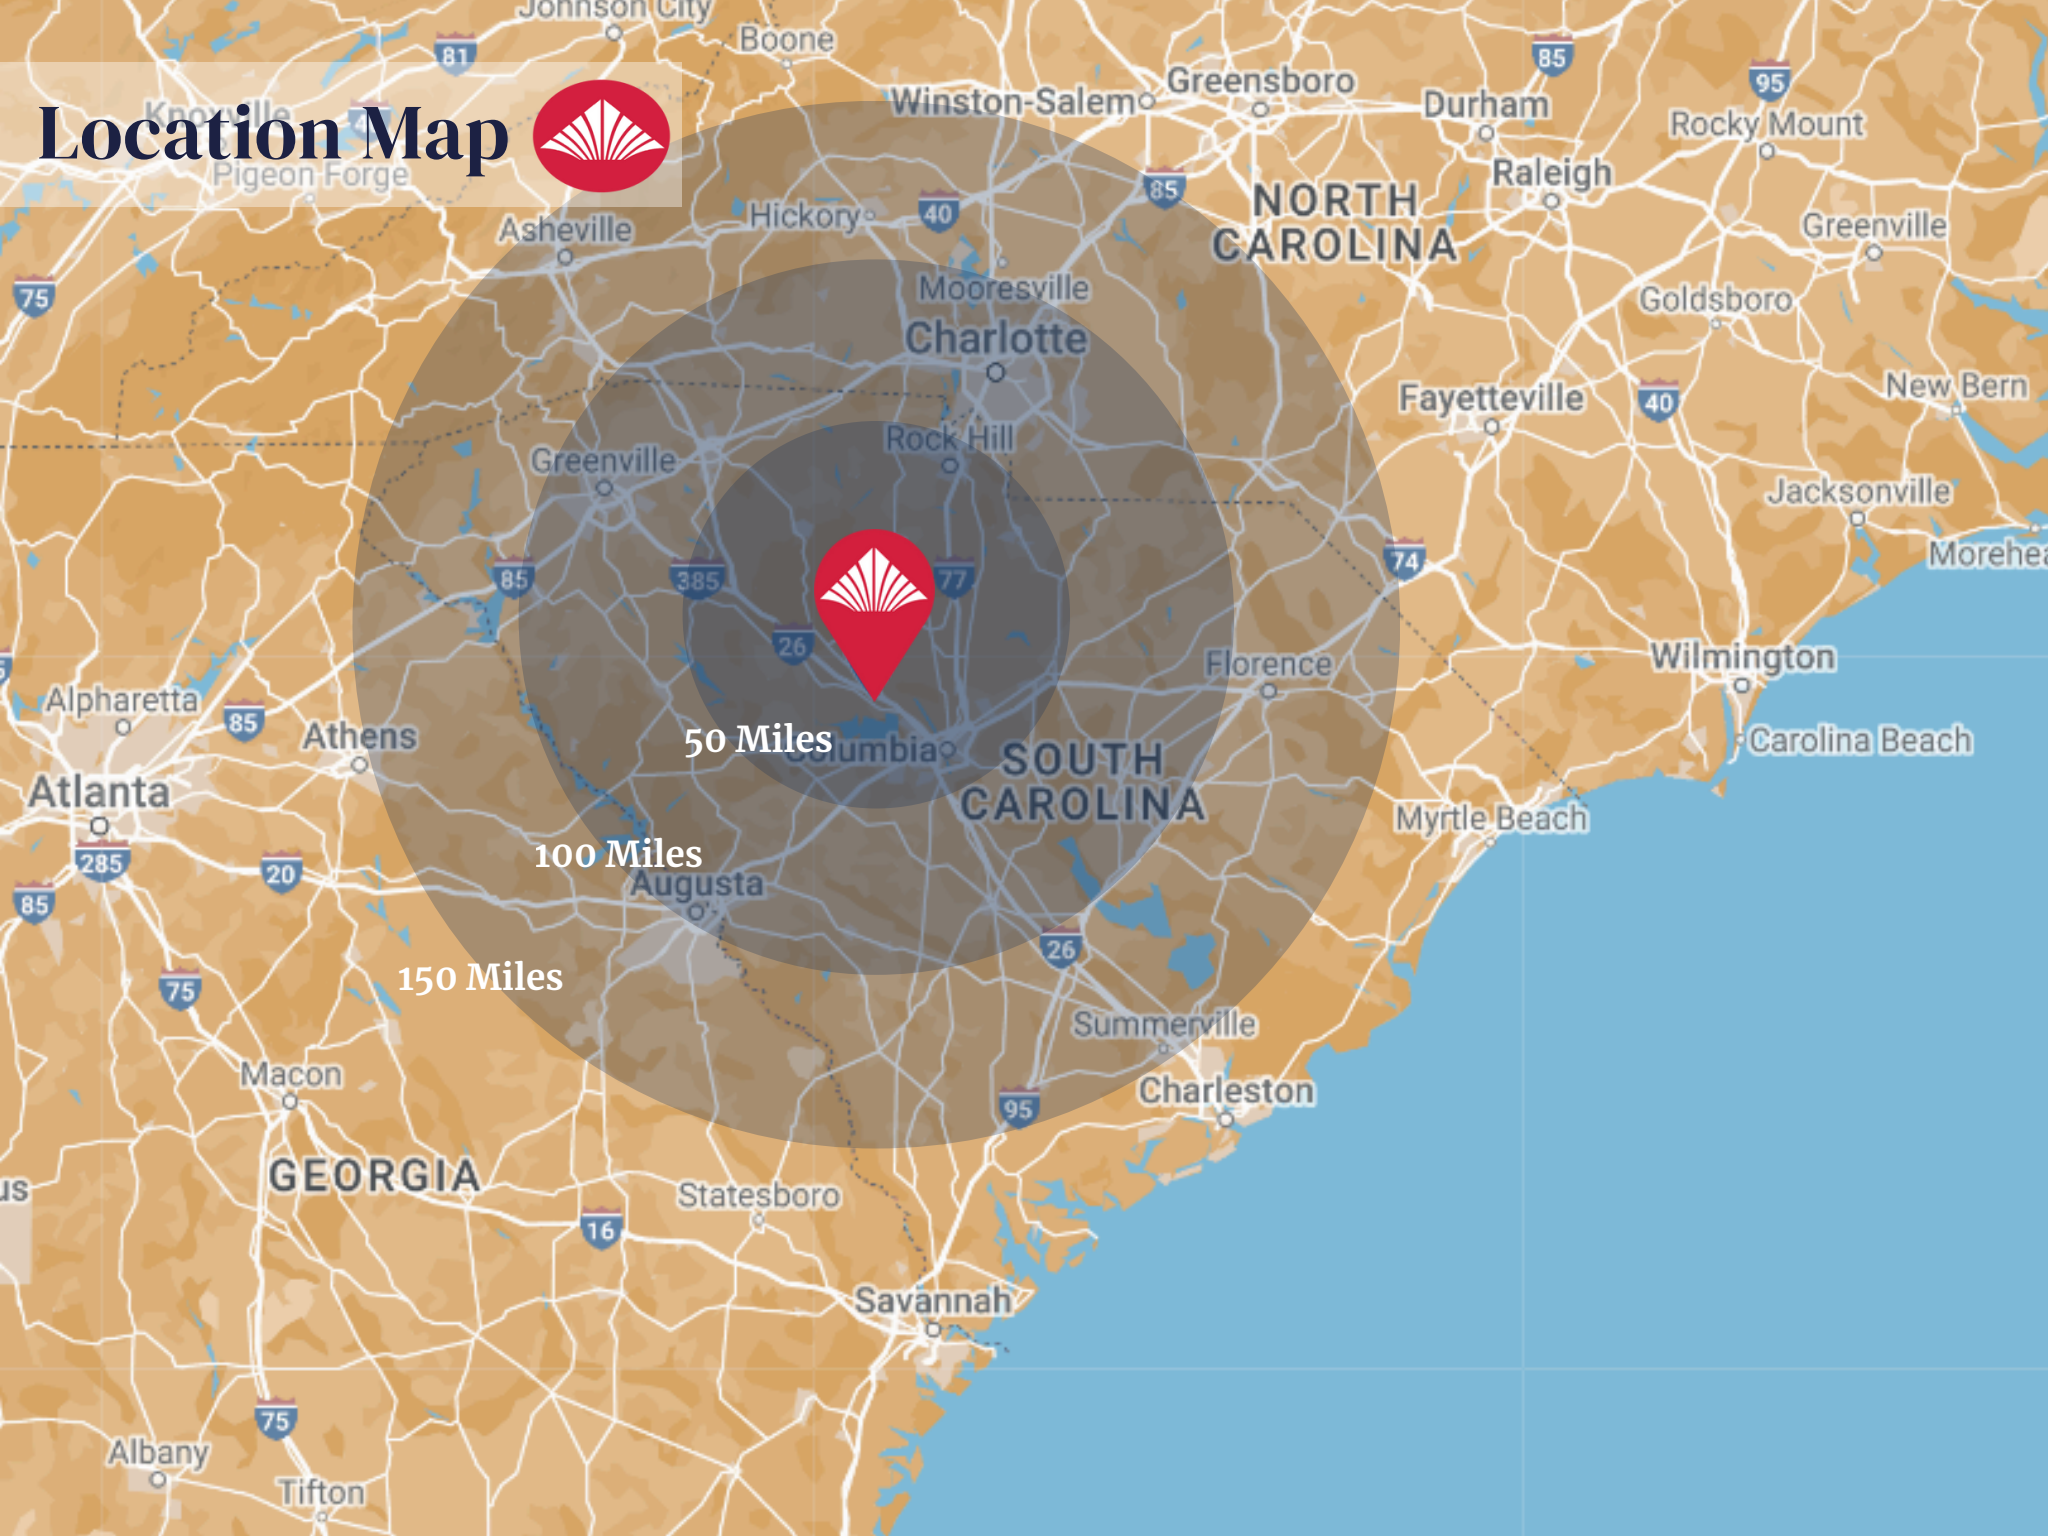 Johnson City
81
Boone
Greensboro
85
95
Winston-Salem
Durham
Knoxville
Location Map
Rocky Mount
Pigeon Forge
Raleigh
85
Hickory
40
NORTH
CAROLINA
Asheville
Greenville
75
Mooresville
Goldsboro
Charlotte
New Bern
Fayetteville
40
Rock Hill
Greenville
Jacksonville
Morehea
74
85
385
77
26
Wilmington
Florence
Alpharetta
85
Athens
50 Miles
Columbia
SOUTH
CAROLINA
Carolina Beach
Atlanta
Myrtle Beach
285
20
100 Miles
Augusta
85
26
150 Miles
75
Summerville
Macon
Charleston
95
GEORGIA
us
Statesboro
16
Savannah
75
Albany
Tifton